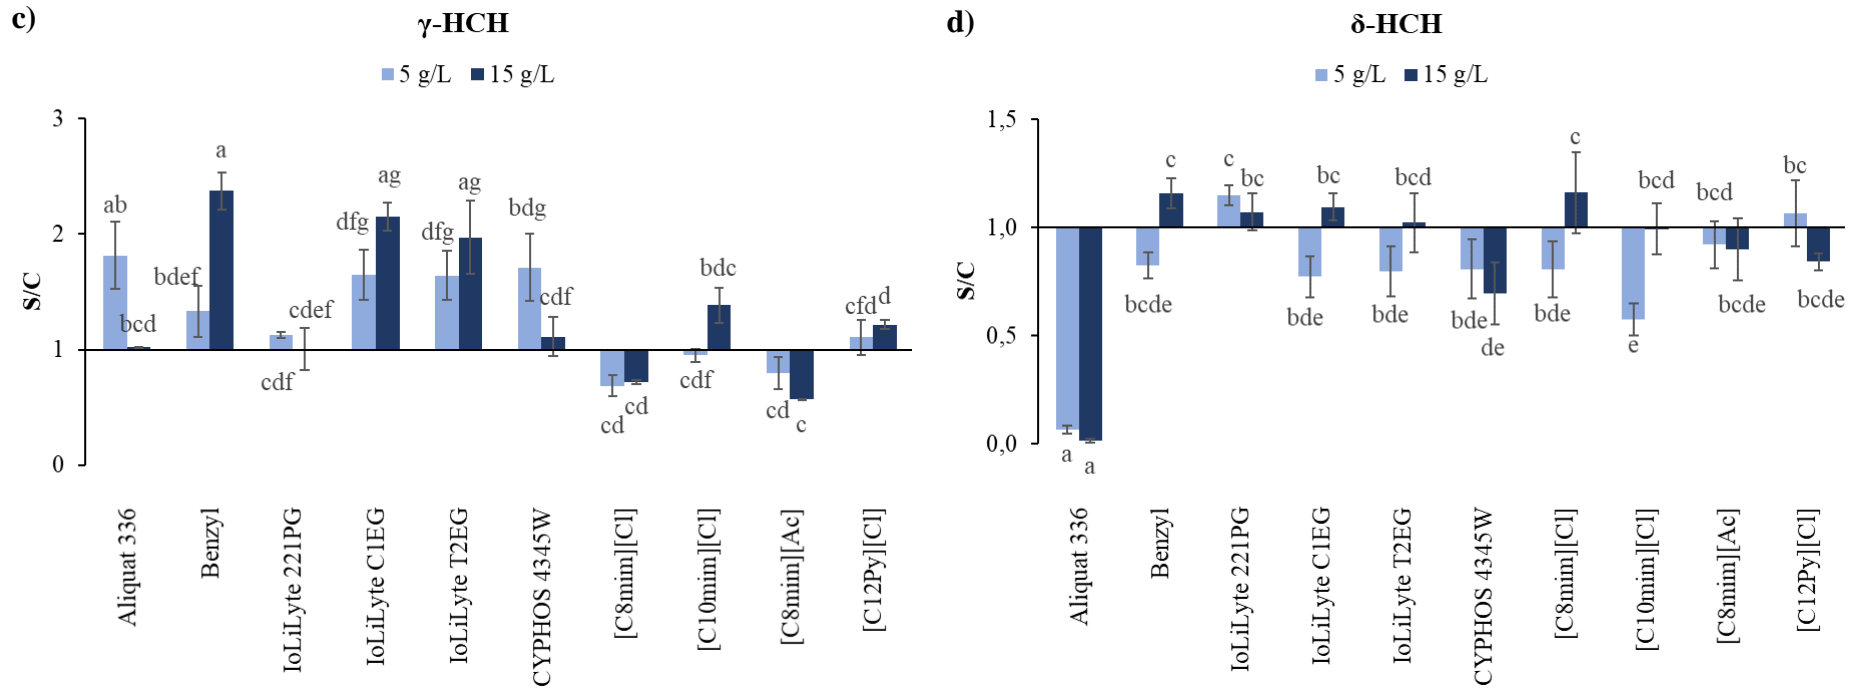 c)
γ-HCH
5 g/L 15 g/L
S/C
3
2
1
0
ab
bcd
bdef
a
cdf
cdef
dfg
ag
dfg
ag
bdg
cdf
cd
cd
cdf
bdc
cd
c
cfd
d
Aliquat 336
Benzyl
IoLiLyte 221PG
IoLiLyte C1EG
IoLiLyte T2EG
CYPHOS 4345W
[C8mim][Cl]
[C10mim][Cl]
[C8mim][Ac]
[C12Py][Cl]
d)
δ-HCH
5 g/L 15 g/L
S/C
1,5
1,0
0,5
0,0
a
a
bcde
c
c
bc
bde
bc
bde
bcd
bde
de
bde
c
e
bcd
bcd
bcde
bc
bcde
Aliquat 336
Benzyl
IoLiLyte 221PG
IoLiLyte C1EG
IoLiLyte T2EG
CYPHOS 4345W
[C8mim][Cl]
[C10mim][Cl]
[C8mim][Ac]
[C12Py][Cl]